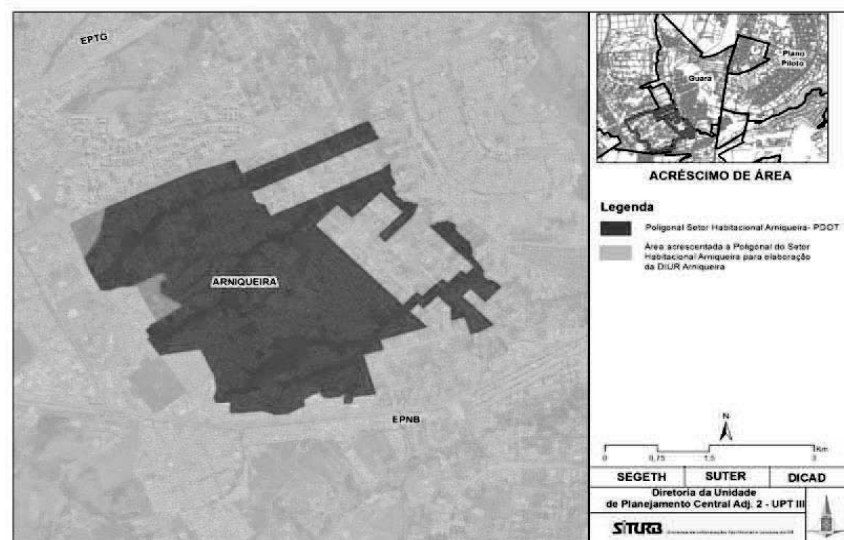 EPTG
ARNIQUEIRA
EPNB
Guara
Plano
Piloto
ACRÉSCIMO DE ÁREA
Legenda
Poligonal Setor Habitacional Arniqueira- PDOT
Área acrescentada à Poligonal do Setor
Habitacional Arniqueira para elaboração
da DIUR Arniqueira
N
Km
0 0,75 1,5 3
SEGETH SUTER DICAD
Diretoria da Unidade
de Planejamento Central Adj. 2 - UPT III
SITURB